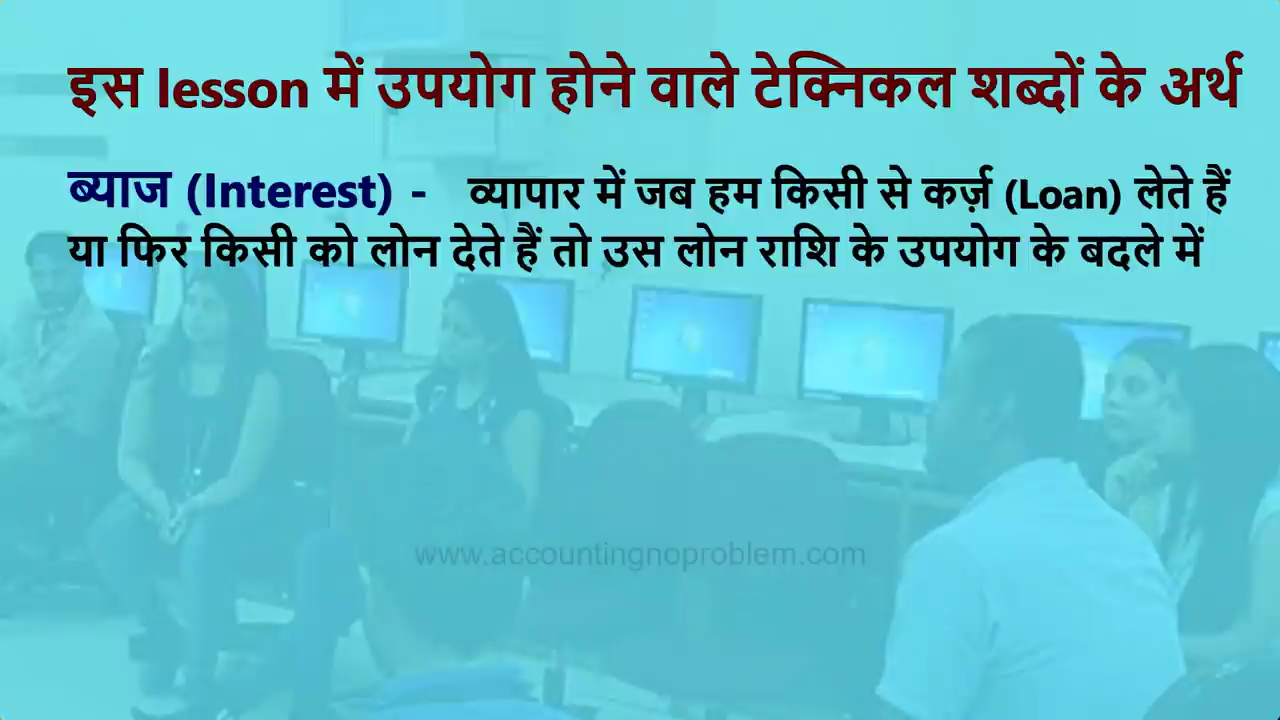 इस lesson में उपयोग होने वाले टेक्निकल शब्दों के अर्थ
ब्याज (Interest) - व्यापार में जब हम किसी से कर्ज़ (Loan) लेते हैं
या फिर किसी को लोन देते हैं तो उस लोन राशि के उपयोग के बदले में
www.accountingnoproblem.com